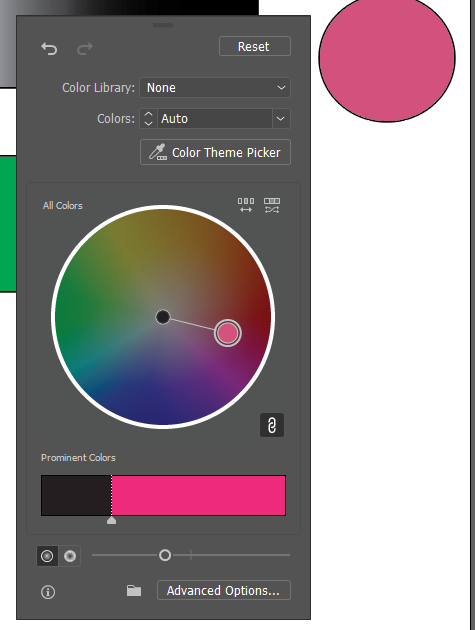 Reset
Color Library: None
Colors: Auto
Color Theme Picker
All Colors
Prominent Colors
Advanced Options...